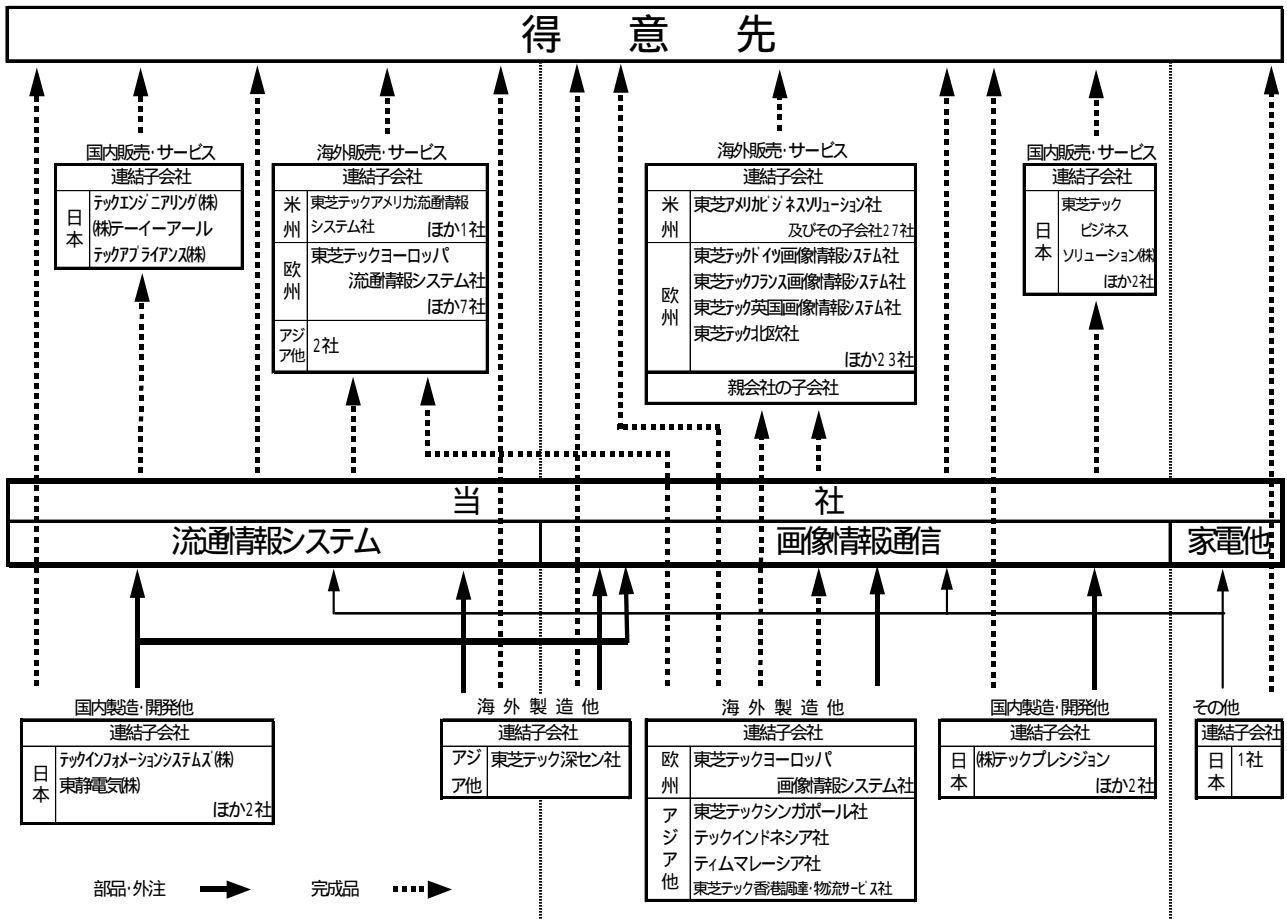 得意先
国内販売・サービス
連結子会社
日本
テックエンジニアリング(株)
(株)テーイーアール
テックアプライアンス(株)
海外販売・サービス
連結子会社
米州
東芝テックアメリカ流通情報
システム社 ほか1社
欧州
東芝テックヨーロッパ
流通情報システム社
ほか7社
アジア他
2社
海外販売・サービス
連結子会社
米州
東芝アメリカビジネスソリューション社
及びその子会社27社
欧州
東芝テックドイツ画像情報システム社
東芝テックフランス画像情報システム社
東芝テック英国画像情報システム社
東芝テック北欧社
ほか23社
親会社の子会社
国内販売・サービス
連結子会社
日本
東芝テック
ビジネス
ソリューション(株)
ほか2社
当社
流通情報システム
画像情報通信
家電他
国内製造・開発他
連結子会社
日本
テックインフォメーションシステムズ(株)
東静電気(株)
ほか2社
海外製造他
連結子会社
アジア他
東芝テック深セン社
海外製造他
連結子会社
欧州
東芝テックヨーロッパ
画像情報システム社
アジア他
東芝テックシンガポール社
テックインドネシア社
ティムマレーシア社
東芝テック香港調達・物流サービス社
国内製造・開発他
連結子会社
日本
(株)テックプレシジョン
ほか2社
その他
連結子会社
日本
1社
部品・外注
完成品